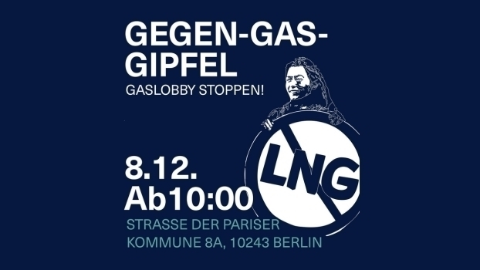 GEGEN-GAS-
GIPFEL
GASLOBBY STOPPEN!
LNG
8.12.
Ab10:00
STRASSE DER PARISER
KOMMUNE 8A, 10243 BERLIN